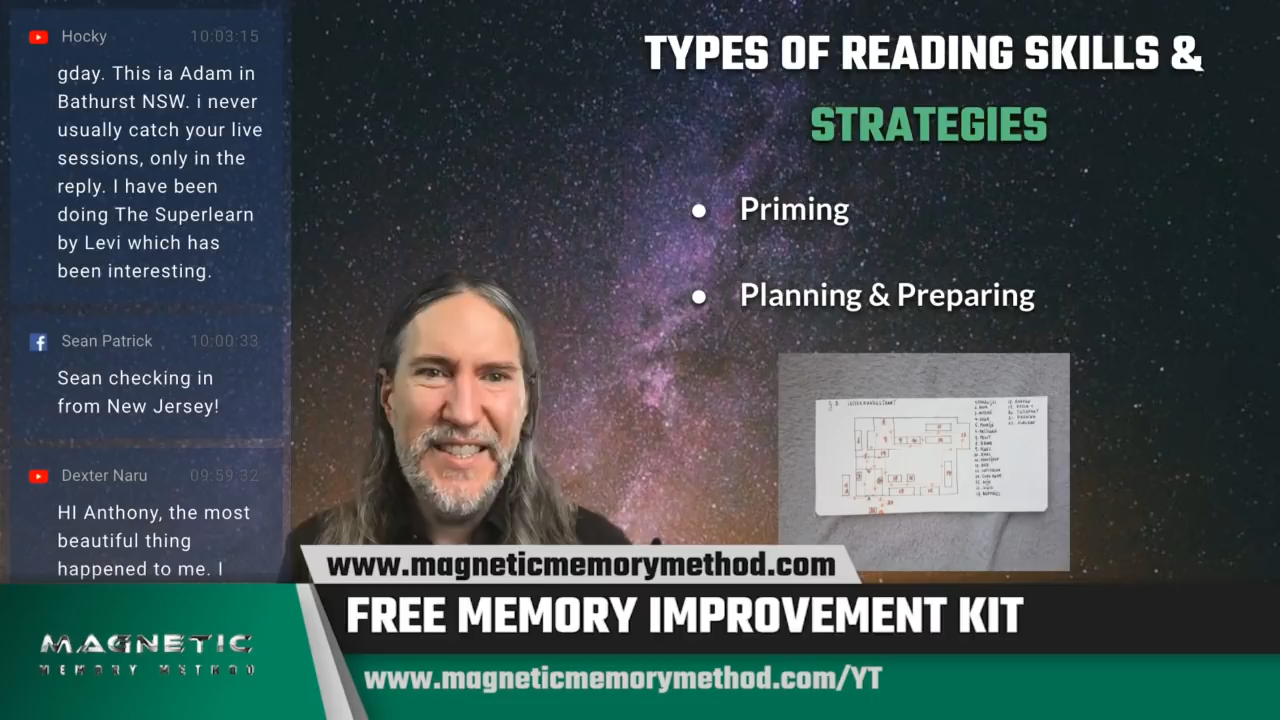 Hocky 10:03:15
gday. This ia Adam in
Bathurst NSW. i never
usually catch your live
sessions, only in the
reply. I have been
doing The Superlearn
by Levi which has
been interesting.
Sean Patrick 10:00:33
Sean checking in
from New Jersey!
Dexter Naru 09:59:32
HI Anthony, the most
beautiful thing
happened to me. I
TYPES OF READING SKILLS &
STRATEGIES
● Priming
● Planning & Preparing
www.magneticmemorymethod.com
FREE MEMORY IMPROVEMENT KIT
www.magneticmemorymethod.com/YT
MAGNETIC
MEMORY METHOD